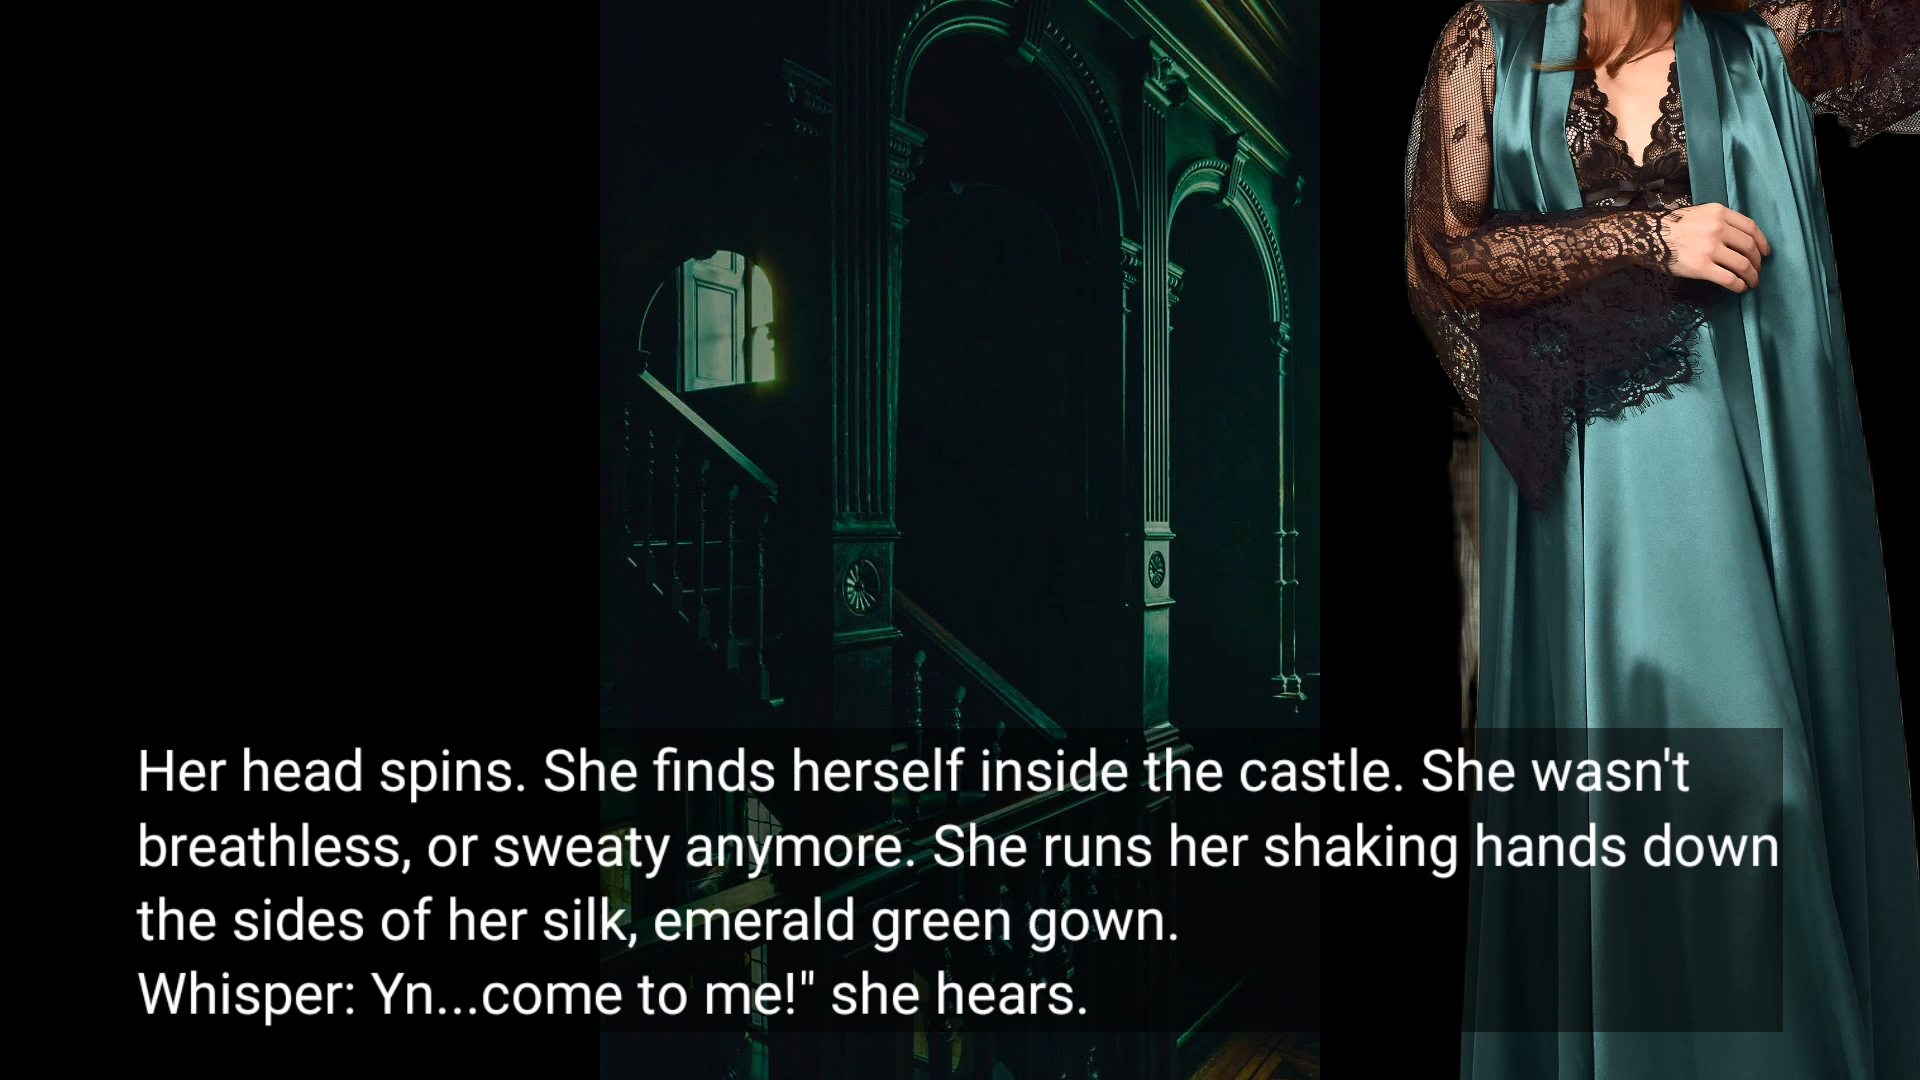 Her head spins. She finds herself inside the castle. She wasn't
breathless, or sweaty anymore. She runs her shaking hands down
the sides of her silk, emerald green gown.
Whisper: Yn...come to me!" she hears.